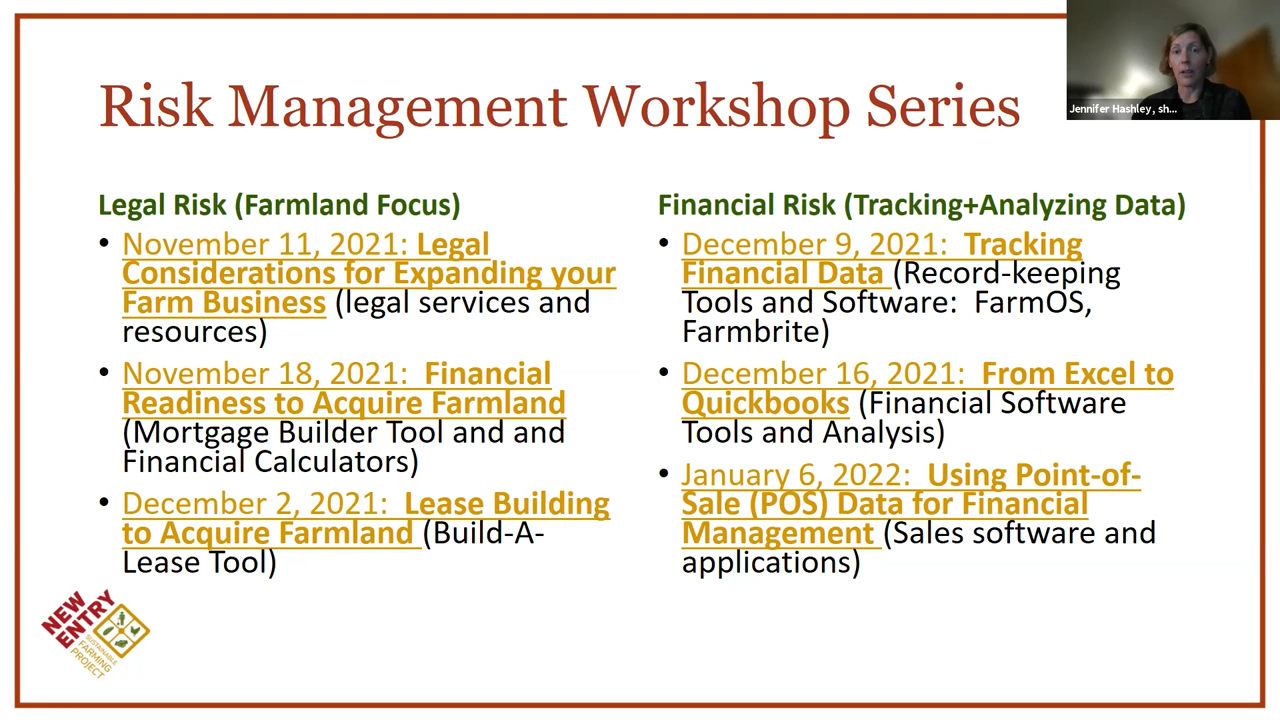 Risk Management Workshop Series
Jennifer Hashley, sh...
Legal Risk (Farmland Focus)
• November 11, 2021: Legal
Considerations for Expanding your
Farm Business (legal services and
resources)
• November 18, 2021: Financial
Readiness to Acquire Farmland
(Mortgage Builder Tool and and
Financial Calculators)
• December 2, 2021: Lease Building
to Acquire Farmland (Build-A-
Lease Tool)
Financial Risk (Tracking+Analyzing Data)
• December 9, 2021: Tracking
Financial Data (Record-keeping
Tools and Software: FarmOS,
Farmbrite)
• December 16, 2021: From Excel to
Quickbooks (Financial Software
Tools and Analysis)
• January 6, 2022: Using Point-of-
Sale (POS) Data for Financial
Management (Sales software and
applications)
NEW
ENTRY
SUSTAINABLE
FARMING
PROJECT